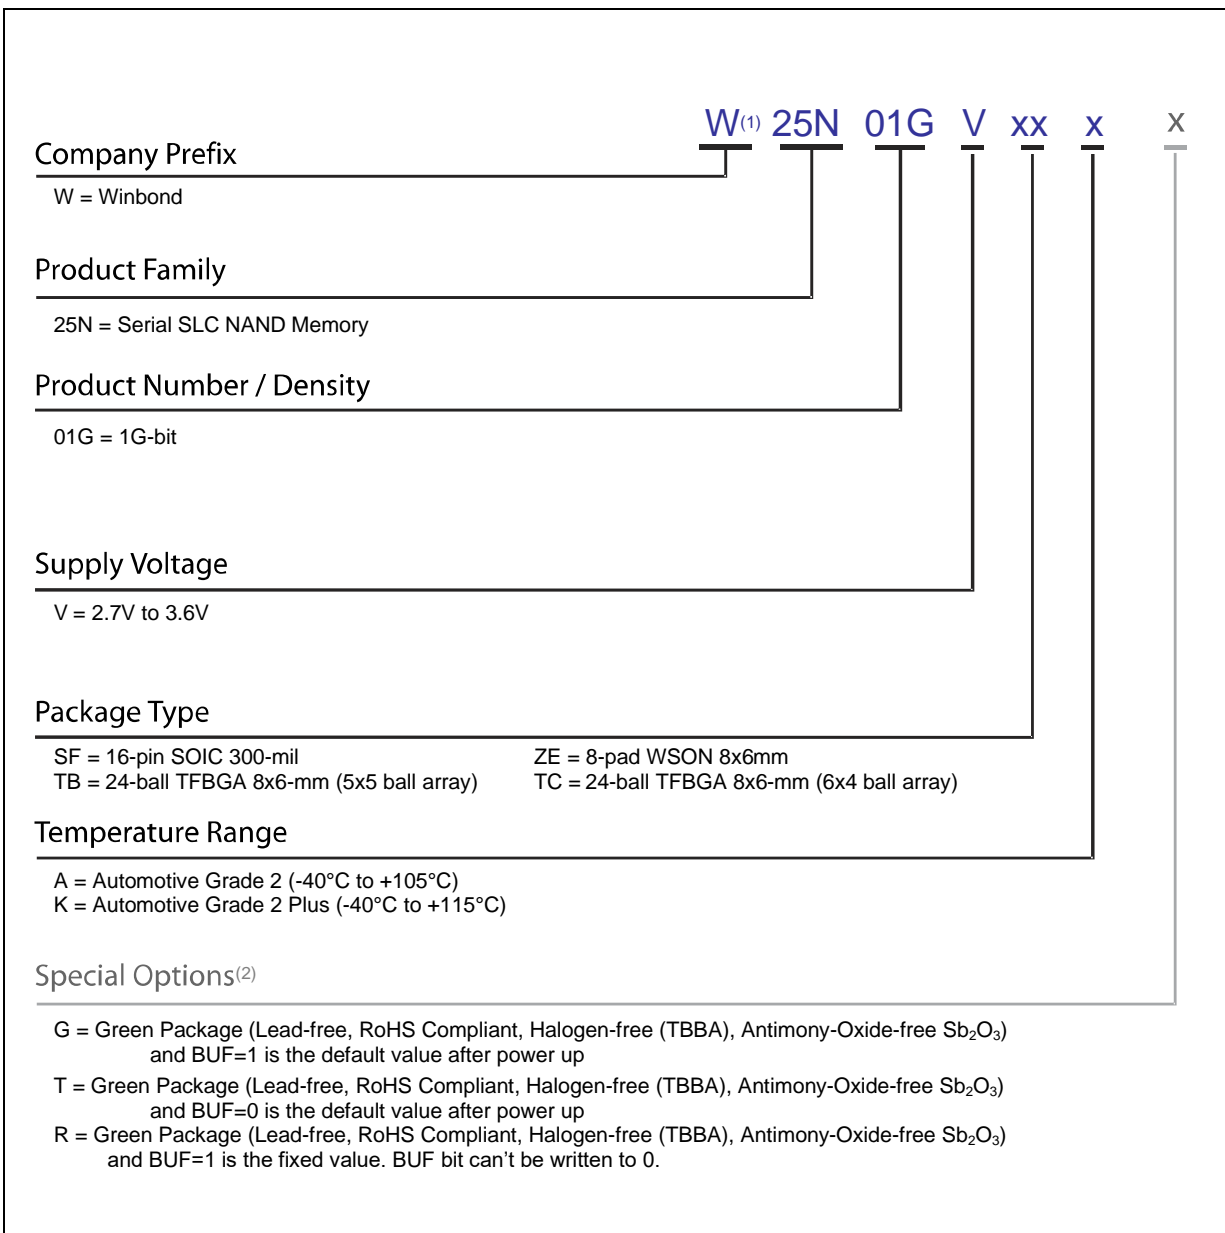 W(1) 25N 01G V xx x x
Company Prefix
W = Winbond
Product Family
25N = Serial SLC NAND Memory
Product Number / Density
01G = 1G-bit
Supply Voltage
V = 2.7V to 3.6V
Package Type
SF = 16-pin SOIC 300-mil ZE = 8-pad WSON 8x6mm
TB = 24-ball TFBGA 8x6-mm (5x5 ball array) TC = 24-ball TFBGA 8x6-mm (6x4 ball array)
Temperature Range
A = Automotive Grade 2 (-40°C to +105°C)
K = Automotive Grade 2 Plus (-40°C to +115°C)
Special Options(2)
G = Green Package (Lead-free, RoHS Compliant, Halogen-free (TBBA), Antimony-Oxide-free Sb₂O₃)
and BUF=1 is the default value after power up
T = Green Package (Lead-free, RoHS Compliant, Halogen-free (TBBA), Antimony-Oxide-free Sb₂O₃)
and BUF=0 is the default value after power up
R = Green Package (Lead-free, RoHS Compliant, Halogen-free (TBBA), Antimony-Oxide-free Sb₂O₃)
and BUF=1 is the fixed value. BUF bit can't be written to 0.